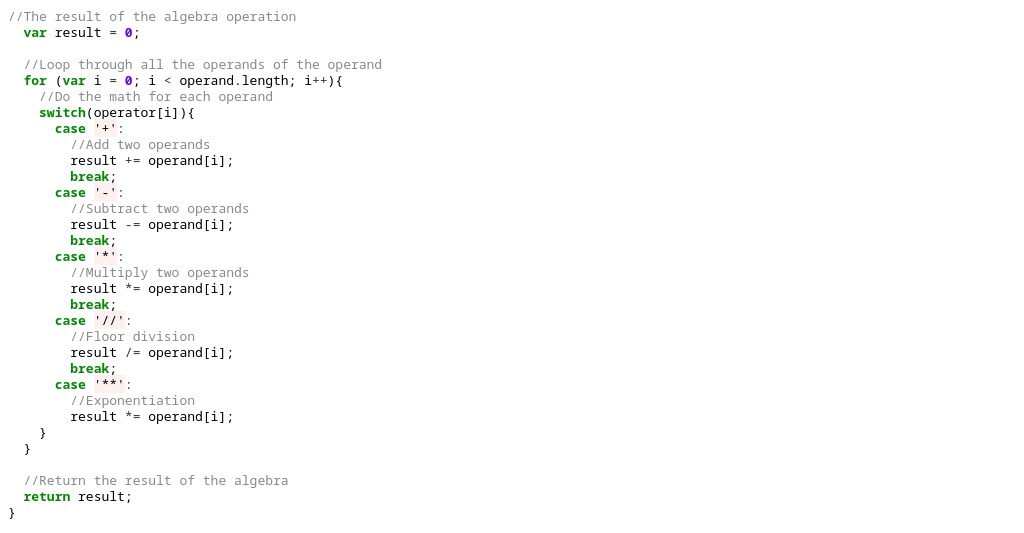 //The result of the algebra operation
  var result = 0;

  //Loop through all the operands of the operand
  for (var i = 0; i < operand.length; i++){
    //Do the math for each operand
    switch(operator[i]){
      case '+':
        //Add two operands
        result += operand[i];
        break;
      case '-':
        //Subtract two operands
        result -= operand[i];
        break;
      case '*':
        //Multiply two operands
        result *= operand[i];
        break;
      case '//':
        //Floor division
        result /= operand[i];
        break;
      case '**':
        //Exponentiation
        result *= operand[i];
    }
  }

  //Return the result of the algebra
  return result;
}